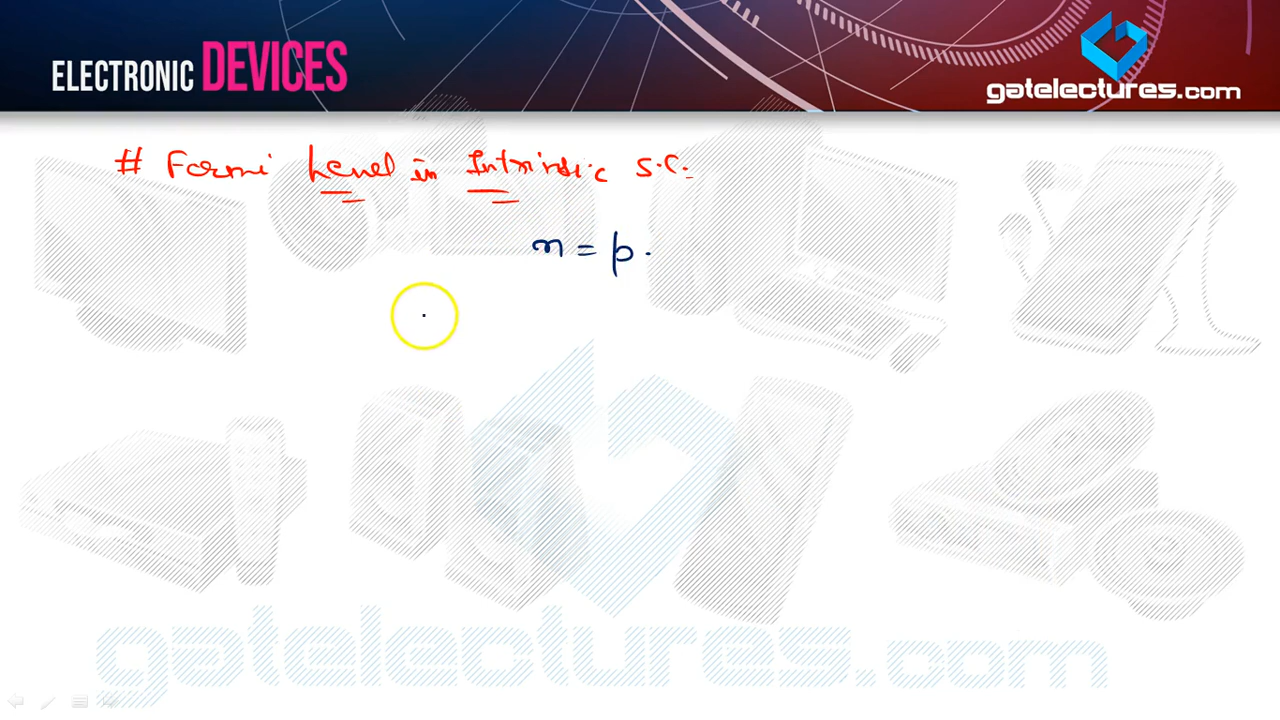 ELECTRONIC DEVICES
gatelectures.com
# Fermi Level in Intrinsic S.C.
n = p.
gatelectures.com